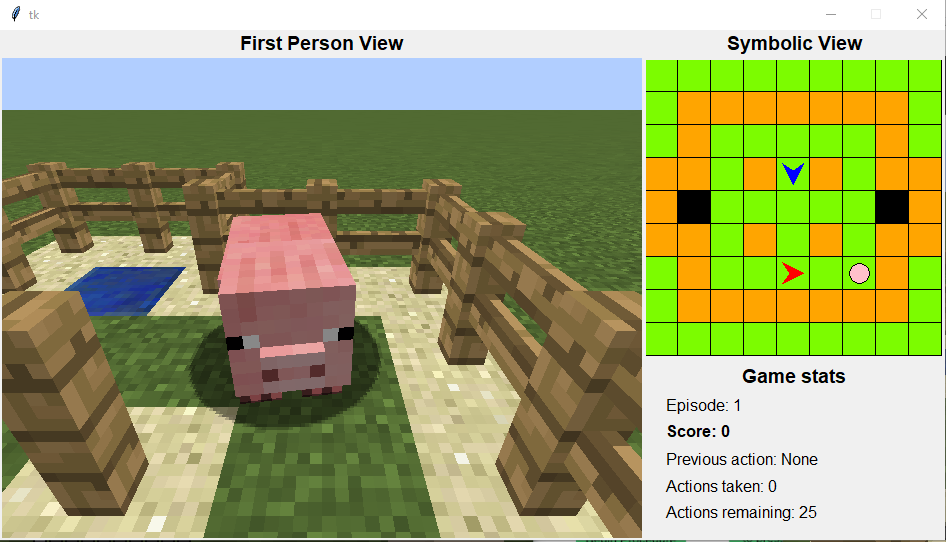 tk
First Person View
Symbolic View
Game stats
Episode: 1
Score: 0
Previous action: None
Actions taken: 0
Actions remaining: 25